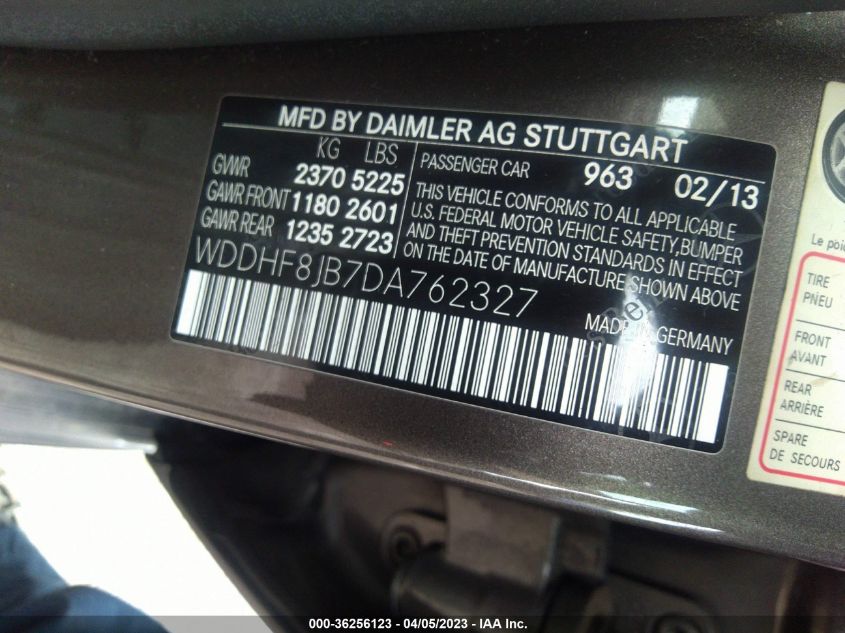 MFD BY DAIMLER AG STUTTGART
KG LBS
GVWR 2370 5225
GAWR FRONT 1180 2601
GAWR REAR 1235 2723
PASSENGER CAR 963 02/13
THIS VEHICLE CONFORMS TO ALL APPLICABLE
U.S. FEDERAL MOTOR VEHICLE SAFETY,BUMPER
AND THEFT PREVENTION STANDARDS IN EFFECT
ON THE DATE OF MANUFACTURE SHOWN ABOVE
WDDHF8JB7DA762327
MADE IN GERMANY
Le poi
TIRE
PNEU
FRONT
AVANT
REAR
ARRIÈRE
SPARE
DE SECOURS
000-36256123 - 04/05/2023 - IAA Inc.